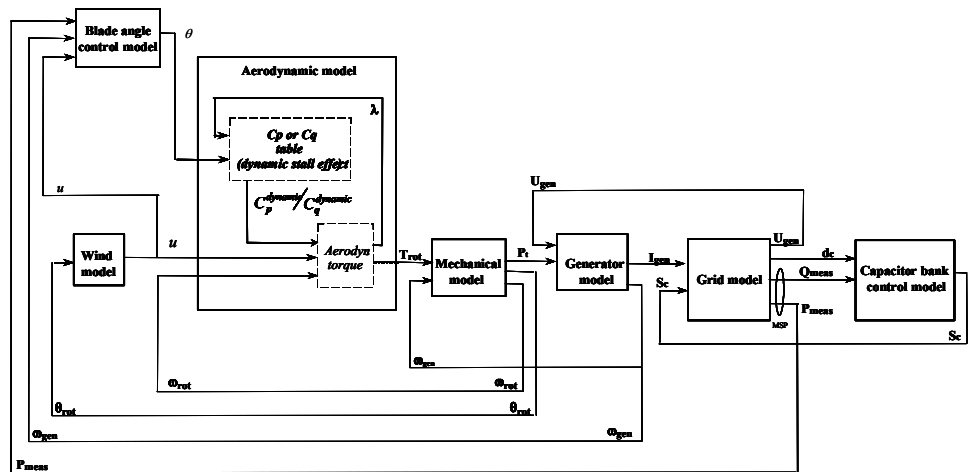 Blade angle
control model
θ
Aerodynamic model
λ
Cp or Cq
table
(dynamic stall effect)
u
C_p^dynamic/C_q^dynamic
U_gen
Wind
model
u
Aerodyn
torque
T_rot
Mechanical
model
P_t
Generator
model
I_gen
S_c
Grid model
U_gen
dc
Q_meas
MSP
P_meas
Capacitor bank
control model
S_c
ω_gen
ω_rot
ω_rot
θ_rot
θ_rot
ω_gen
ω_gen
P_meas